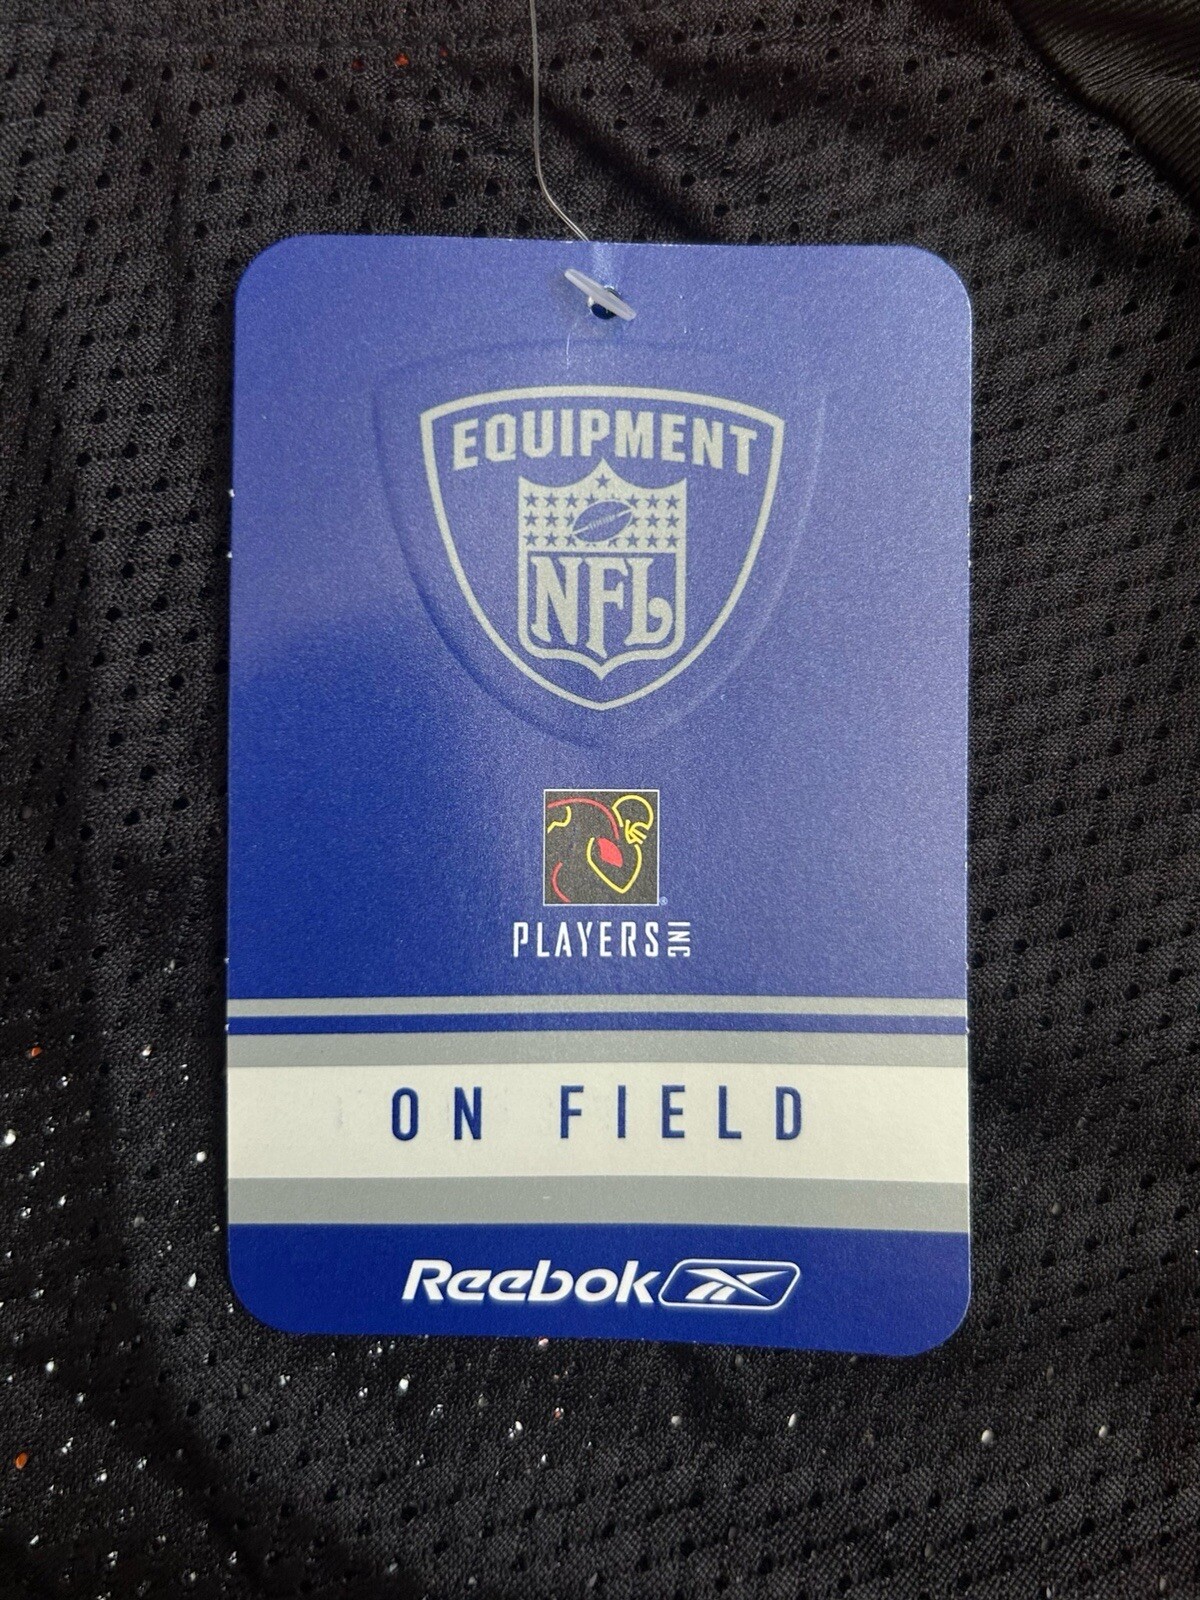 EQUIPMENT
NFL
PLAYERS INC
ON FIELD
Reebok